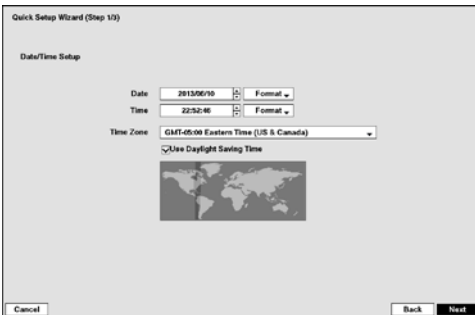 Quick Setup Wizard (Step 1/3)
Date/Time Setup
Date 2013/06/10 Format
Time 22:52:46 Format
Time Zone GMT-05:00 Eastern Time (US & Canada)
Use Daylight Saving Time
Cancel Back Next